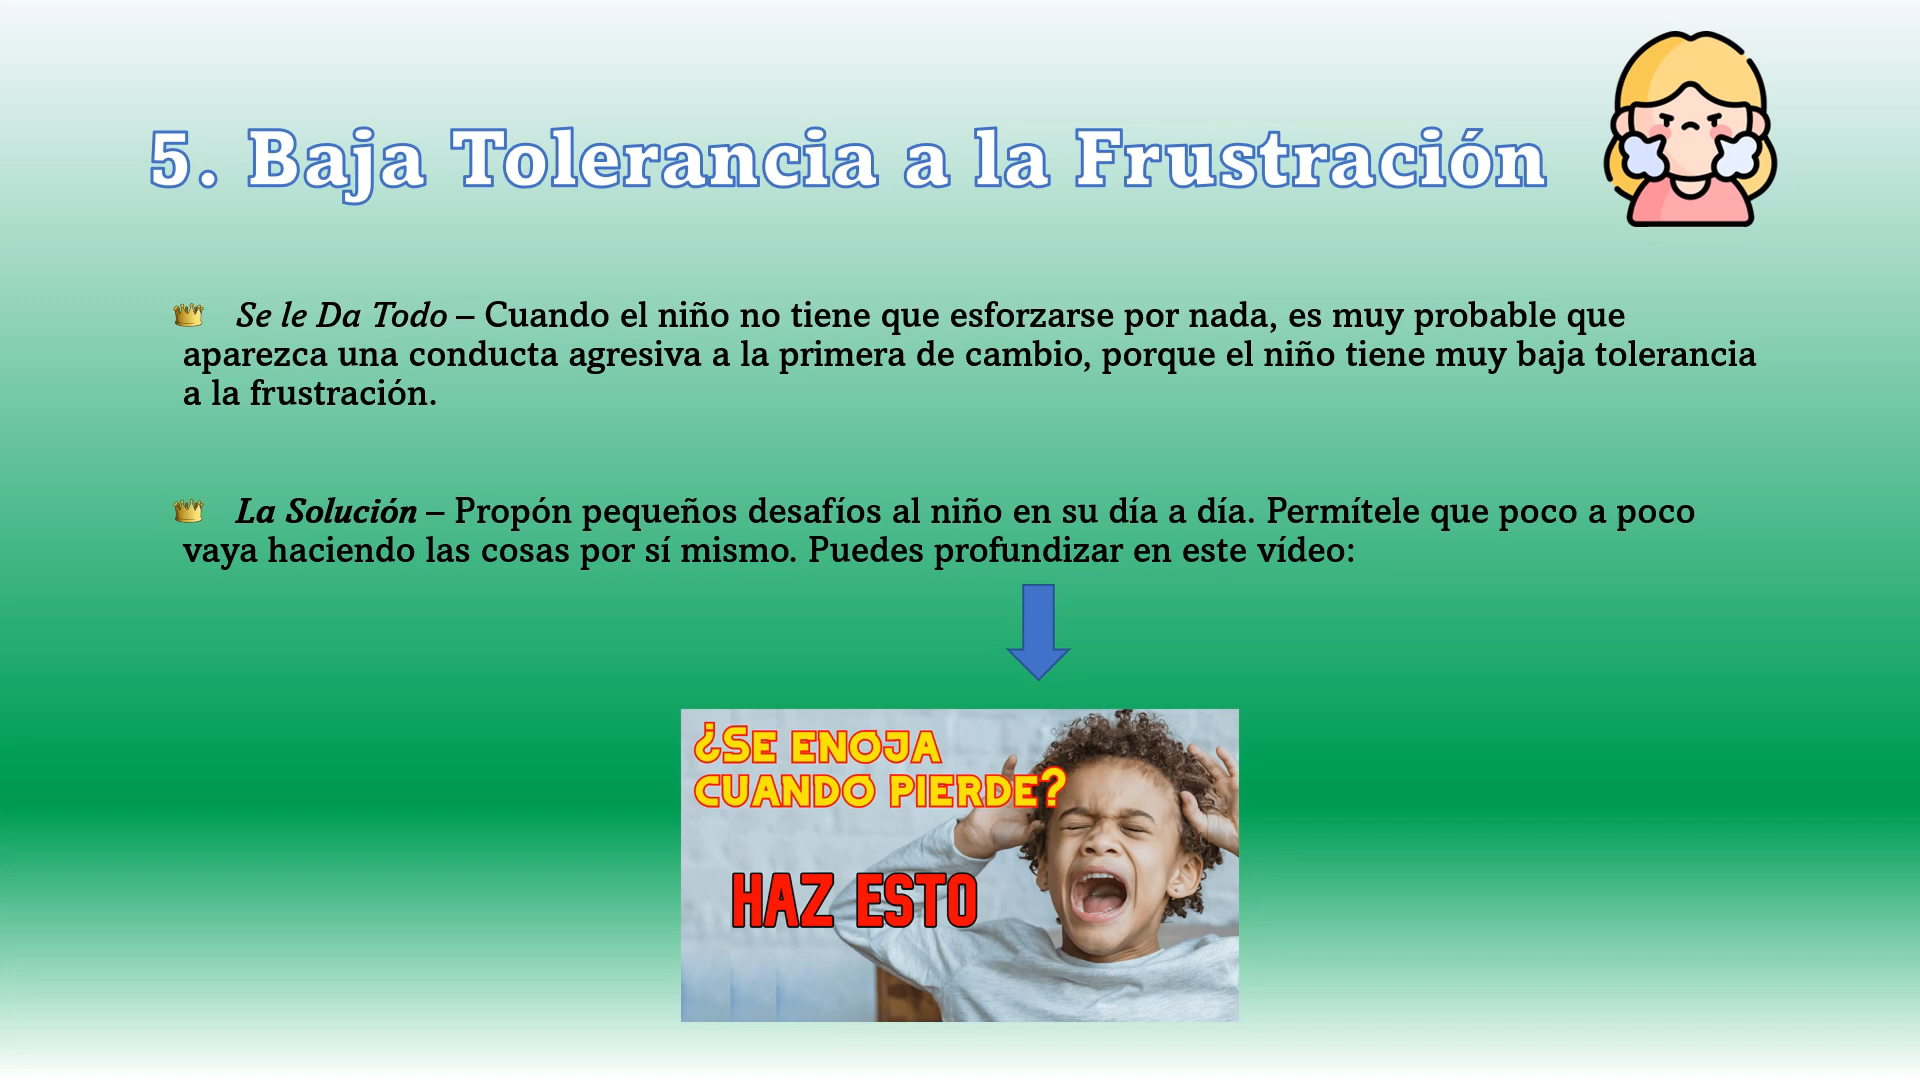 5. Baja Tolerancia a la Frustración
Se le Da Todo – Cuando el niño no tiene que esforzarse por nada, es muy probable que
aparezca una conducta agresiva a la primera de cambio, porque el niño tiene muy baja tolerancia
a la frustración.
La Solución – Propón pequeños desafíos al niño en su día a día. Permítele que poco a poco
vaya haciendo las cosas por sí mismo. Puedes profundizar en este vídeo:
¿SE ENOJA
CUANDO PIERDE?
HAZ ESTO